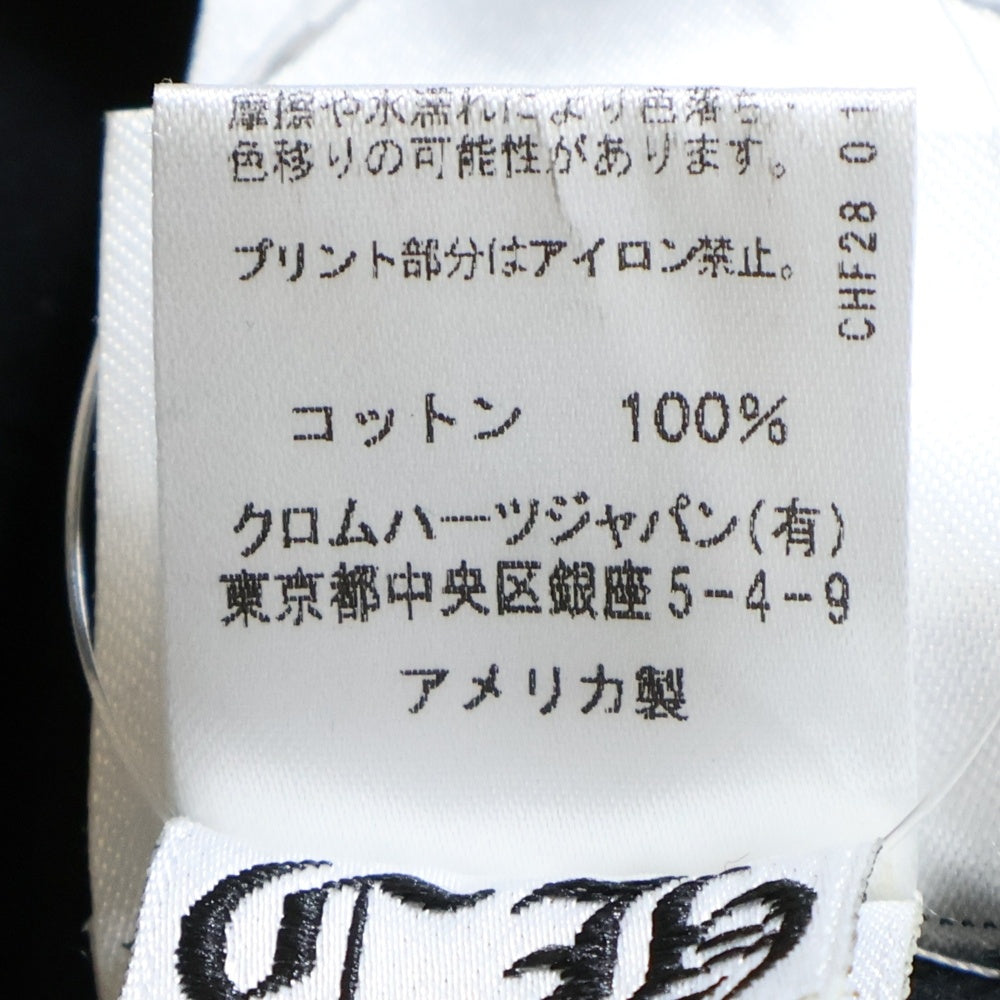 摩擦や水濡れにより色落ち・
色移りの可能性があります。
プリント部分はアイロン禁止。
コットン 100%
クロムハーツジャパン(有)
東京都中央区銀座5-4-9
アメリカ製
CHF28 01